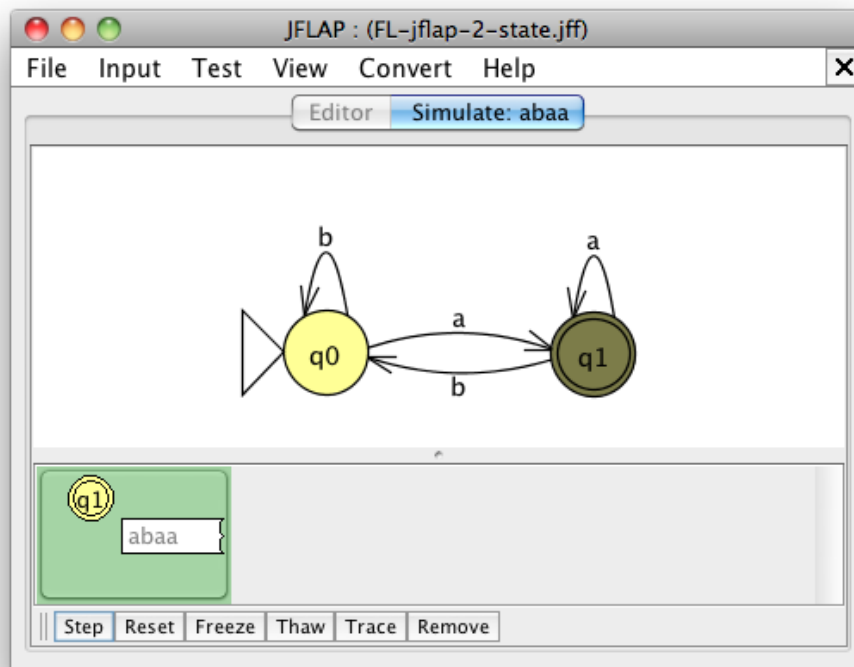 JFLAP : (FL-jflap-2-state.jff)
File Input Test View Convert Help
Editor Simulate: abaa
b a
a
q0 q1
b
q1
abaa
Step Reset Freeze Thaw Trace Remove